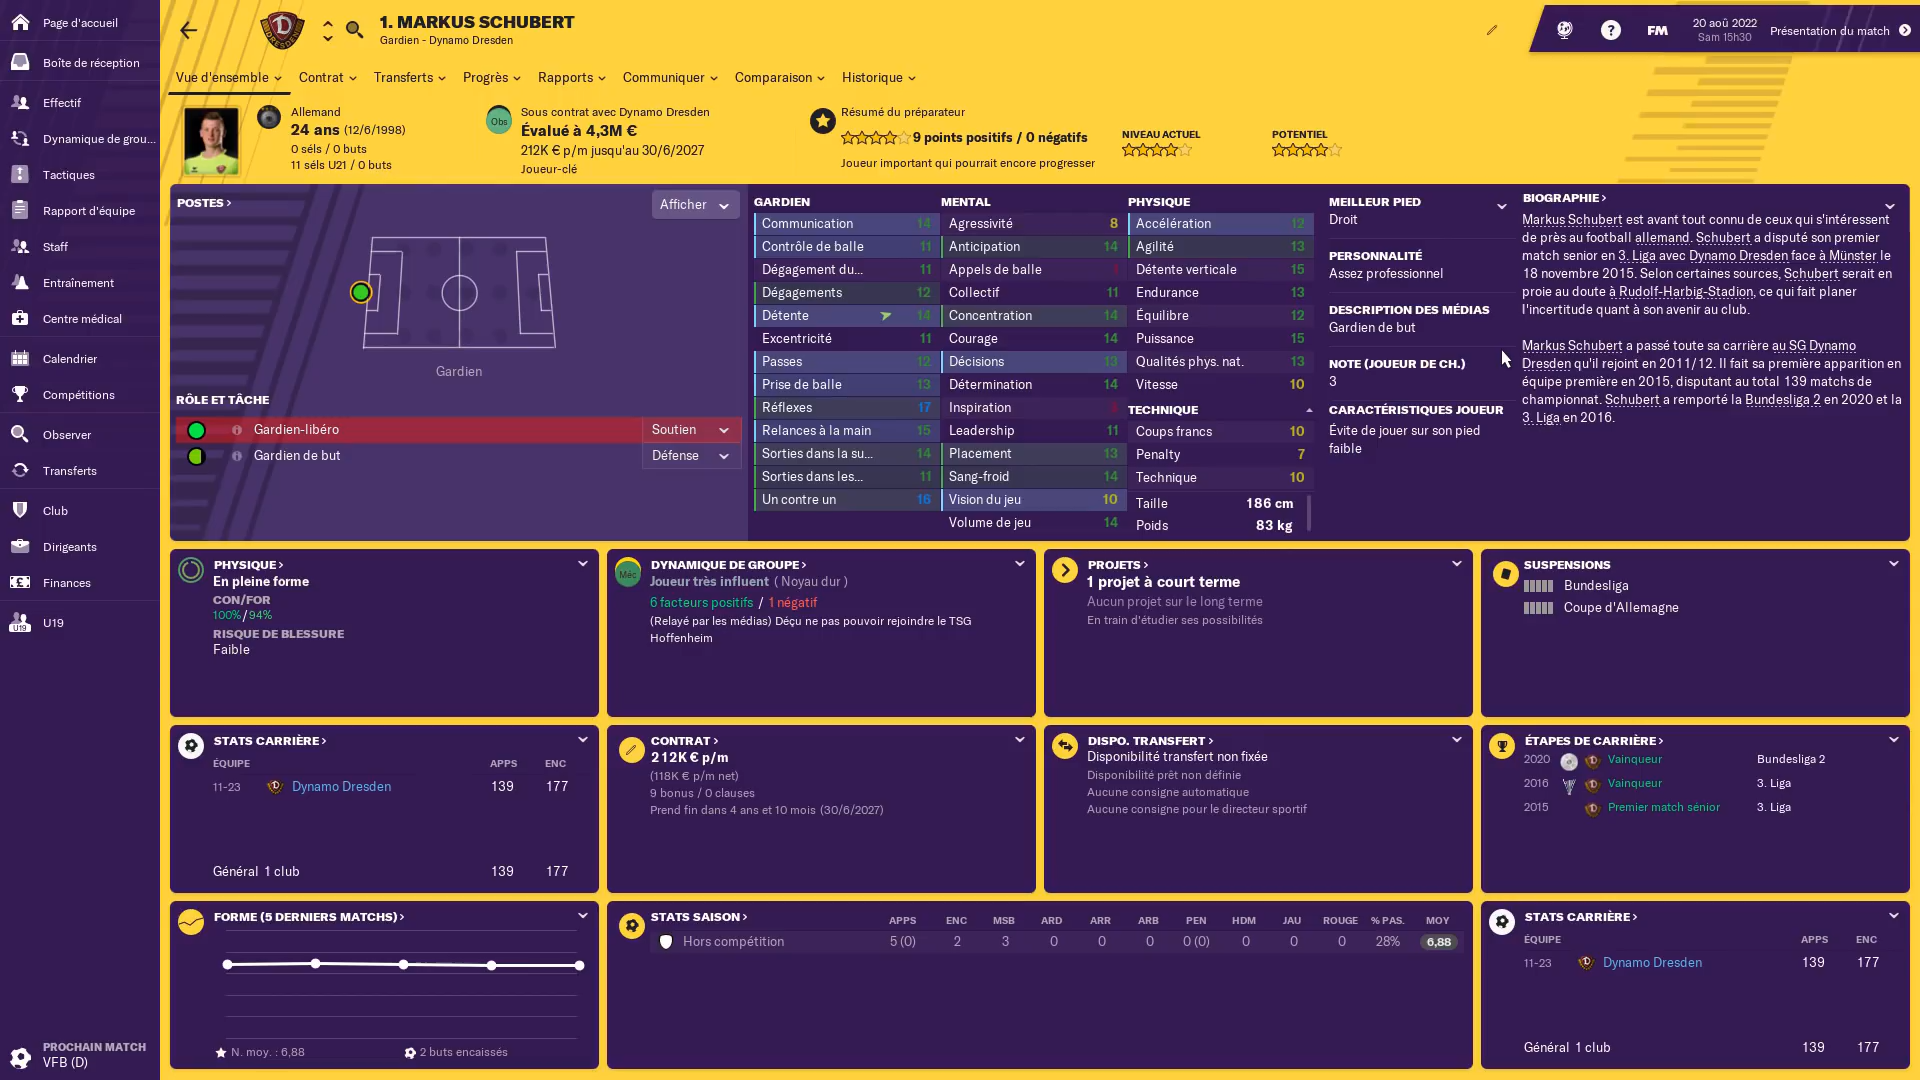 Page d'accueil
Boîte de réception
Effectif
Dynamique de grou...
Tactiques
Rapport d'équipe
Staff
Entraînement
Centre médical
Calendrier
Compétitions
Observer
Transferts
Club
Dirigeants
Finances
U19
U19
PROCHAIN MATCH
VFB (D)
1. MARKUS SCHUBERT
Gardien - Dynamo Dresden
FM
20 aoû 2022
Sam 15h30
Présentation du match
Vue d'ensemble
Contrat
Transferts
Progrès
Rapports
Communiquer
Comparaison
Historique
Allemand
24 ans (12/6/1998)
0 séls / 0 buts
11 séls U21 / 0 buts
Obs
Sous contrat avec Dynamo Dresden
Évalué à 4,3M €
212K € p/m jusqu'au 30/6/2027
Joueur-clé
Résumé du préparateur
9 points positifs / 0 négatifs
Joueur important qui pourrait encore progresser
NIVEAU ACTUEL
POTENTIEL
POSTES >
Afficher
Gardien
RÔLE ET TÂCHE
Gardien-libéro Soutien
Gardien de but Défense
GARDIEN
Communication 14
Contrôle de balle 11
Dégagement du... 11
Dégagements 12
Détente 14
Excentricité 11
Passes 12
Prise de balle 13
Réflexes 17
Relances à la main 15
Sorties dans la su... 14
Sorties dans les... 11
Un contre un 16
MENTAL
Agressivité 8
Anticipation 14
Appels de balle
Collectif 11
Concentration 14
Courage 14
Décisions 13
Détermination 14
Inspiration
Leadership 11
Placement 13
Sang-froid 14
Vision du jeu 10
Volume de jeu 14
PHYSIQUE
Accélération 12
Agilité 13
Détente verticale 15
Endurance 13
Équilibre 12
Puissance 15
Qualités phys. nat. 13
Vitesse 10
TECHNIQUE
Coups francs 10
Penalty 7
Technique 10
Taille 186 cm
Poids 83 kg
MEILLEUR PIED
Droit
PERSONNALITÉ
Assez professionnel
DESCRIPTION DES MÉDIAS
Gardien de but
NOTE (JOUEUR DE CH.)
3
CARACTÉRISTIQUES JOUEUR
Évite de jouer sur son pied
faible
BIOGRAPHIE >
Markus Schubert est avant tout connu de ceux qui s'intéressent
de près au football allemand. Schubert a disputé son premier
match senior en 3. Liga avec Dynamo Dresden face à Münster le
18 novembre 2015. Selon certaines sources, Schubert serait en
proie au doute à Rudolf-Harbig-Stadion, ce qui fait planer
l'incertitude quant à son avenir au club.
Markus Schubert a passé toute sa carrière au SG Dynamo
Dresden qu'il rejoint en 2011/12. Il fait sa première apparition en
équipe première en 2015, disputant au total 139 matchs de
championnat. Schubert a remporté la Bundesliga 2 en 2020 et la
3. Liga en 2016.
PHYSIQUE >
En pleine forme
CON/FOR
100%/94%
RISQUE DE BLESSURE
Faible
Méc
DYNAMIQUE DE GROUPE >
Joueur très influent ( Noyau dur )
6 facteurs positifs / 1 négatif
(Relayé par les médias) Déçu ne pas pouvoir rejoindre le TSG
Hoffenheim
PROJETS >
1 projet à court terme
Aucun projet sur le long terme
En train d'étudier ses possibilités
SUSPENSIONS
Bundesliga
Coupe d'Allemagne
STATS CARRIÈRE >
ÉQUIPE APPS ENC
11-23 Dynamo Dresden 139 177
Général 1 club 139 177
CONTRAT >
212K € p/m
(118K € p/m net)
9 bonus / 0 clauses
Prend fin dans 4 ans et 10 mois (30/6/2027)
DISPO. TRANSFERT >
Disponibilité transfert non fixée
Disponibilité prêt non définie
Aucune consigne automatique
Aucune consigne pour le directeur sportif
ÉTAPES DE CARRIÈRE >
2020 Vainqueur Bundesliga 2
2016 Vainqueur 3. Liga
2015 Premier match sénior 3. Liga
FORME (5 DERNIERS MATCHS) >
N. moy. : 6,88 2 buts encaissés
STATS SAISON >
APPS ENC MSB ARD ARR ARB PEN HDM JAU ROUGE % PAS. MOY
Hors compétition 5 (0) 2 3 0 0 0 0 (0) 0 0 0 28% 6,88
STATS CARRIÈRE >
ÉQUIPE APPS ENC
11-23 Dynamo Dresden 139 177
Général 1 club 139 177